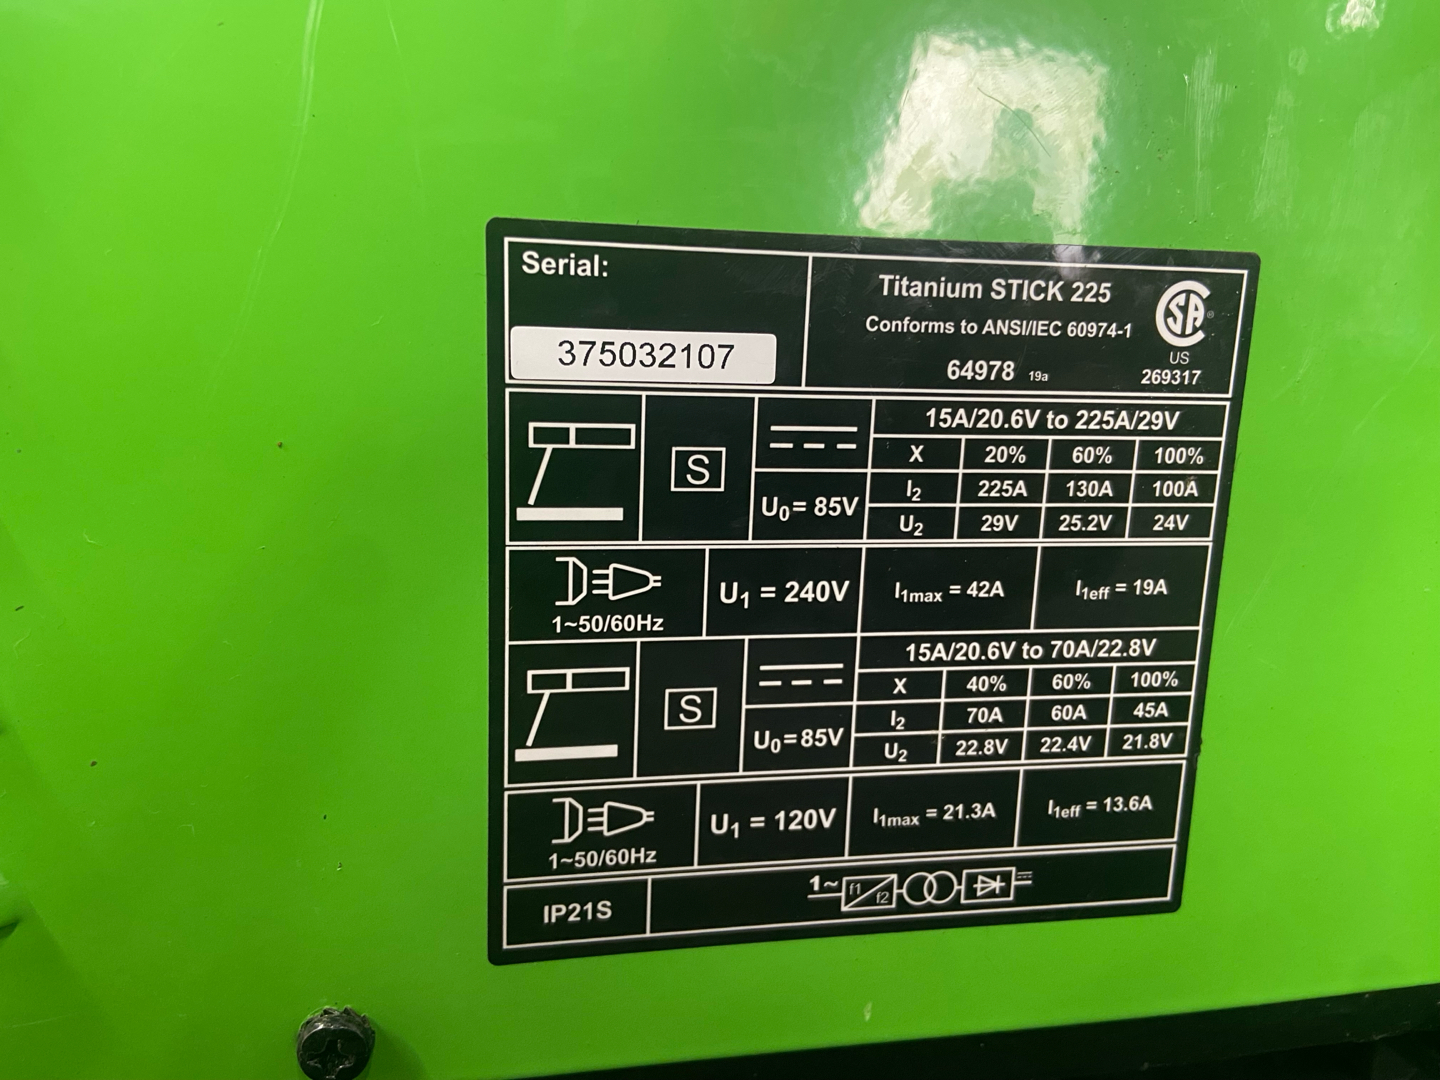 Serial:
375032107
Titanium STICK 225
Conforms to ANSI/IEC 60974-1
64978 19a
SA ®
US
269317
S
U0= 85V
15A/20.6V to 225A/29V
X 20% 60% 100%
I2 225A 130A 100A
U2 29V 25.2V 24V
1~50/60Hz
U1 = 240V
I1max = 42A
I1eff = 19A
S
U0=85V
15A/20.6V to 70A/22.8V
X 40% 60% 100%
I2 70A 60A 45A
U2 22.8V 22.4V 21.8V
1~50/60Hz
U1 = 120V
I1max = 21.3A
I1eff = 13.6A
IP21S
1~ f1 f2